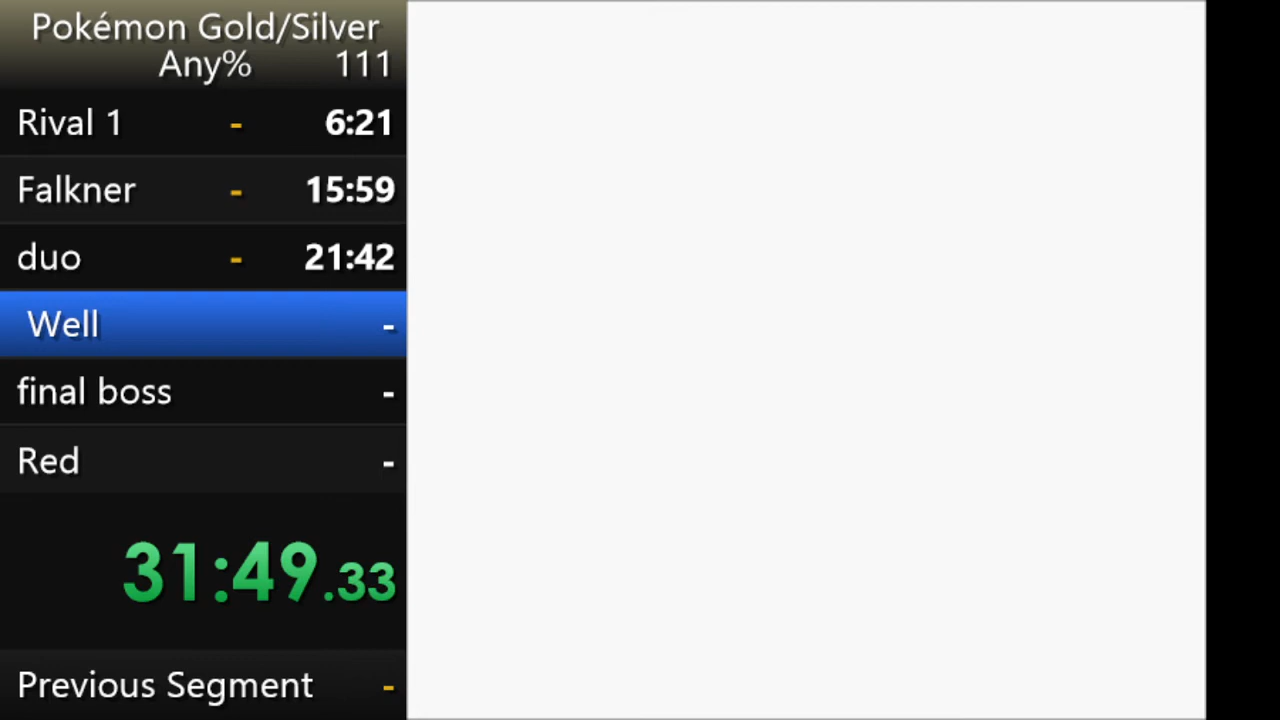 Pokémon Gold/Silver
Any% 111
Rival 1 - 6:21
Falkner - 15:59
duo - 21:42
Well -
final boss -
Red -
31:49.33
Previous Segment -